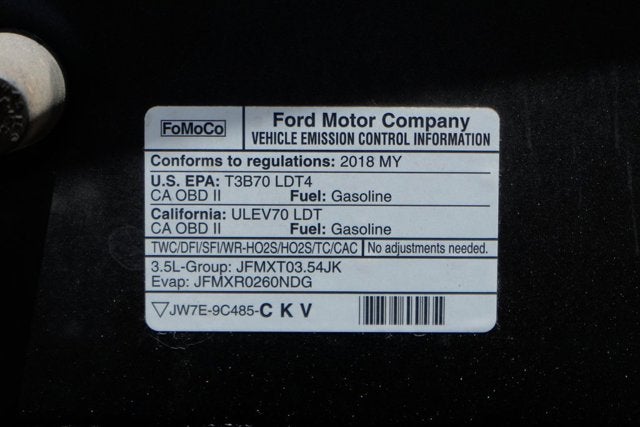 FoMoCo
Ford Motor Company
VEHICLE EMISSION CONTROL INFORMATION
Conforms to regulations: 2018 MY
U.S. EPA: T3B70 LDT4
CA OBD II Fuel: Gasoline
California: ULEV70 LDT
CA OBD II Fuel: Gasoline
TWC/DFI/SFI/WR-HO2S/HO2S/TC/CAC No adjustments needed.
3.5L-Group: JFMXT03.54JK
Evap: JFMXR0260NDG
JW7E-9C485-C K V